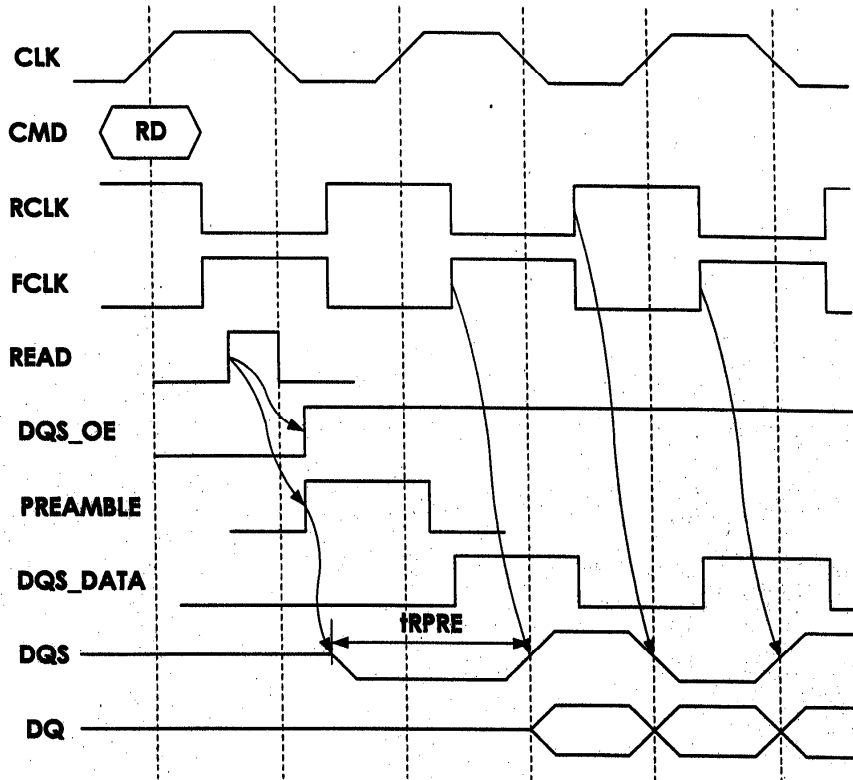 CLK
CMD RD
RCLK
FCLK
READ
DQS_OE
PREAMBLE
DQS_DATA
tRPRE
DQS
DQ